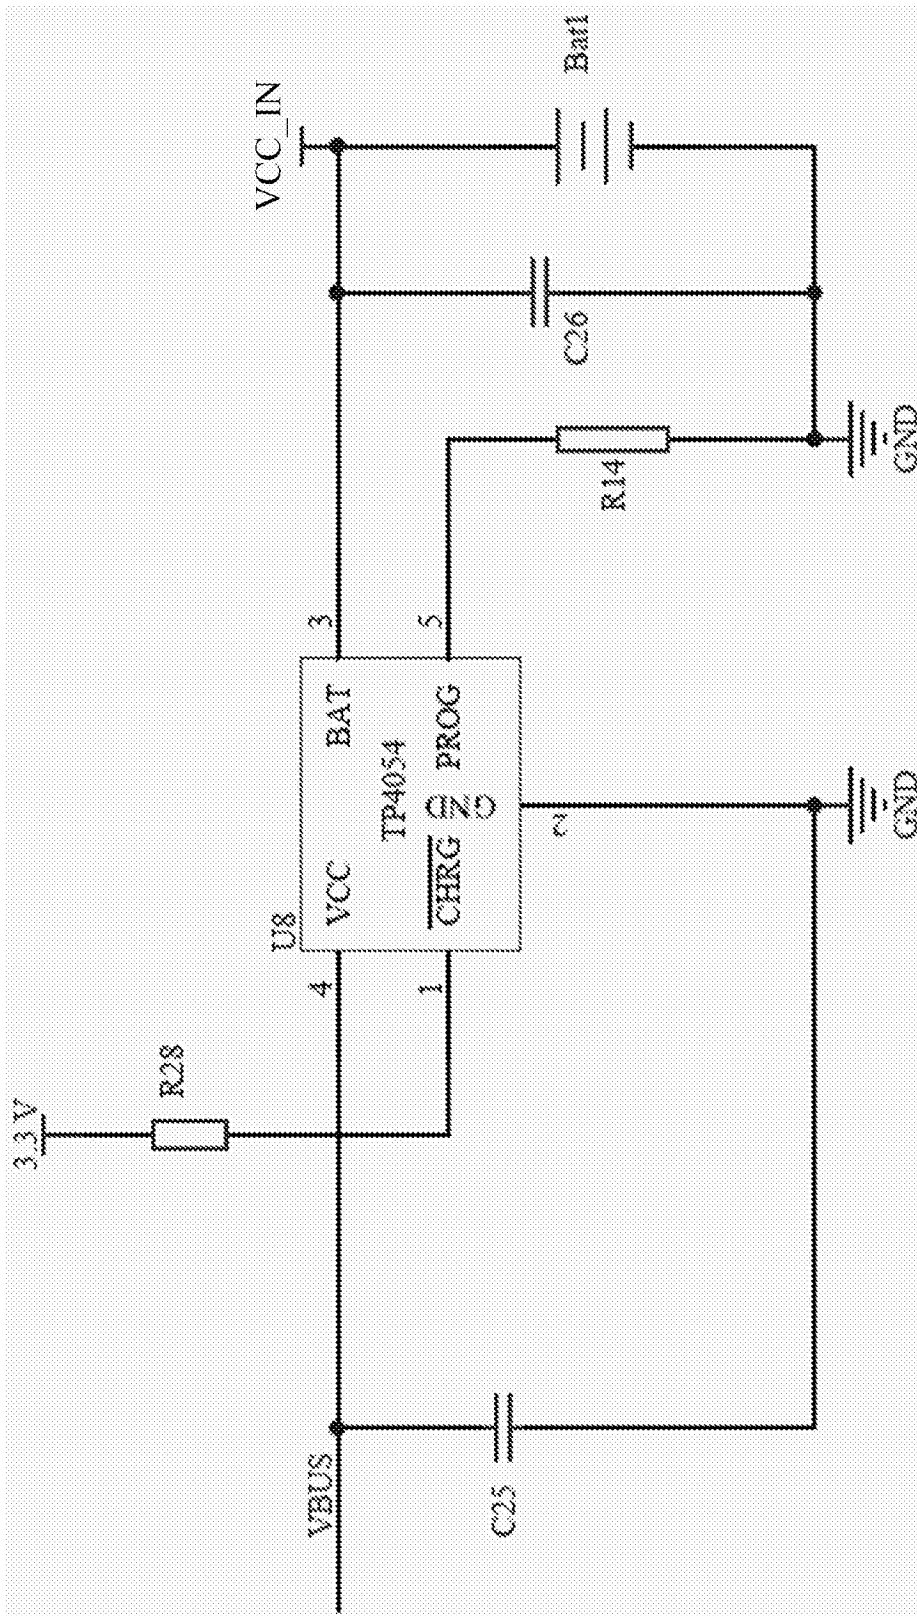 3.3 V
R28
VCC_IN
Bat1
VBUS
4
U8
VCC
BAT
3
TP4054
1
CHRG
GND
PROG
5
2
C25
C26
R14
GND
GND